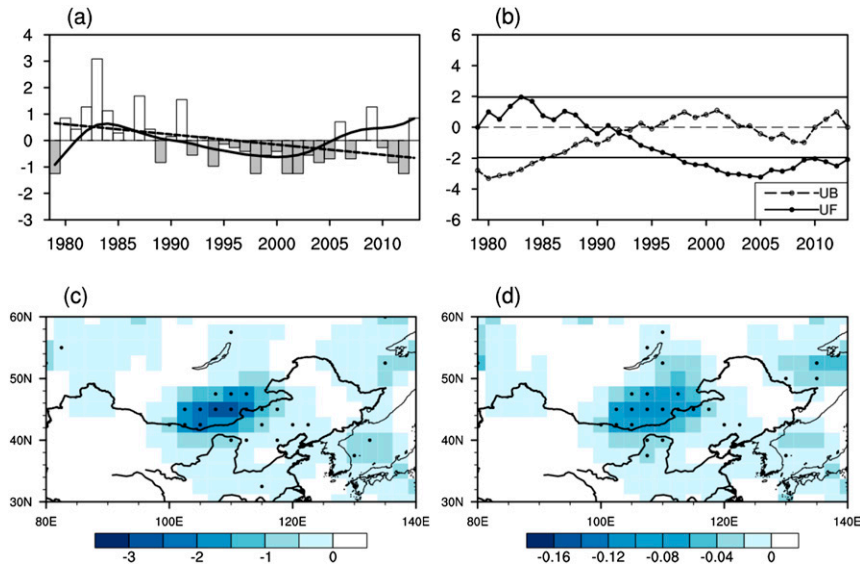 (a)
4
3
2
1
0
-1
-2
-3
1980 1985 1990 1995 2000 2005 2010
(b)
6
4
2
0
-2
-4
-6
UB
UF
1980 1985 1990 1995 2000 2005 2010
(c)
60N
50N
40N
30N
80E 100E 120E 140E
-3 -2 -1 0
(d)
60N
50N
40N
30N
80E 100E 120E 140E
-0.16 -0.12 -0.08 -0.04 0